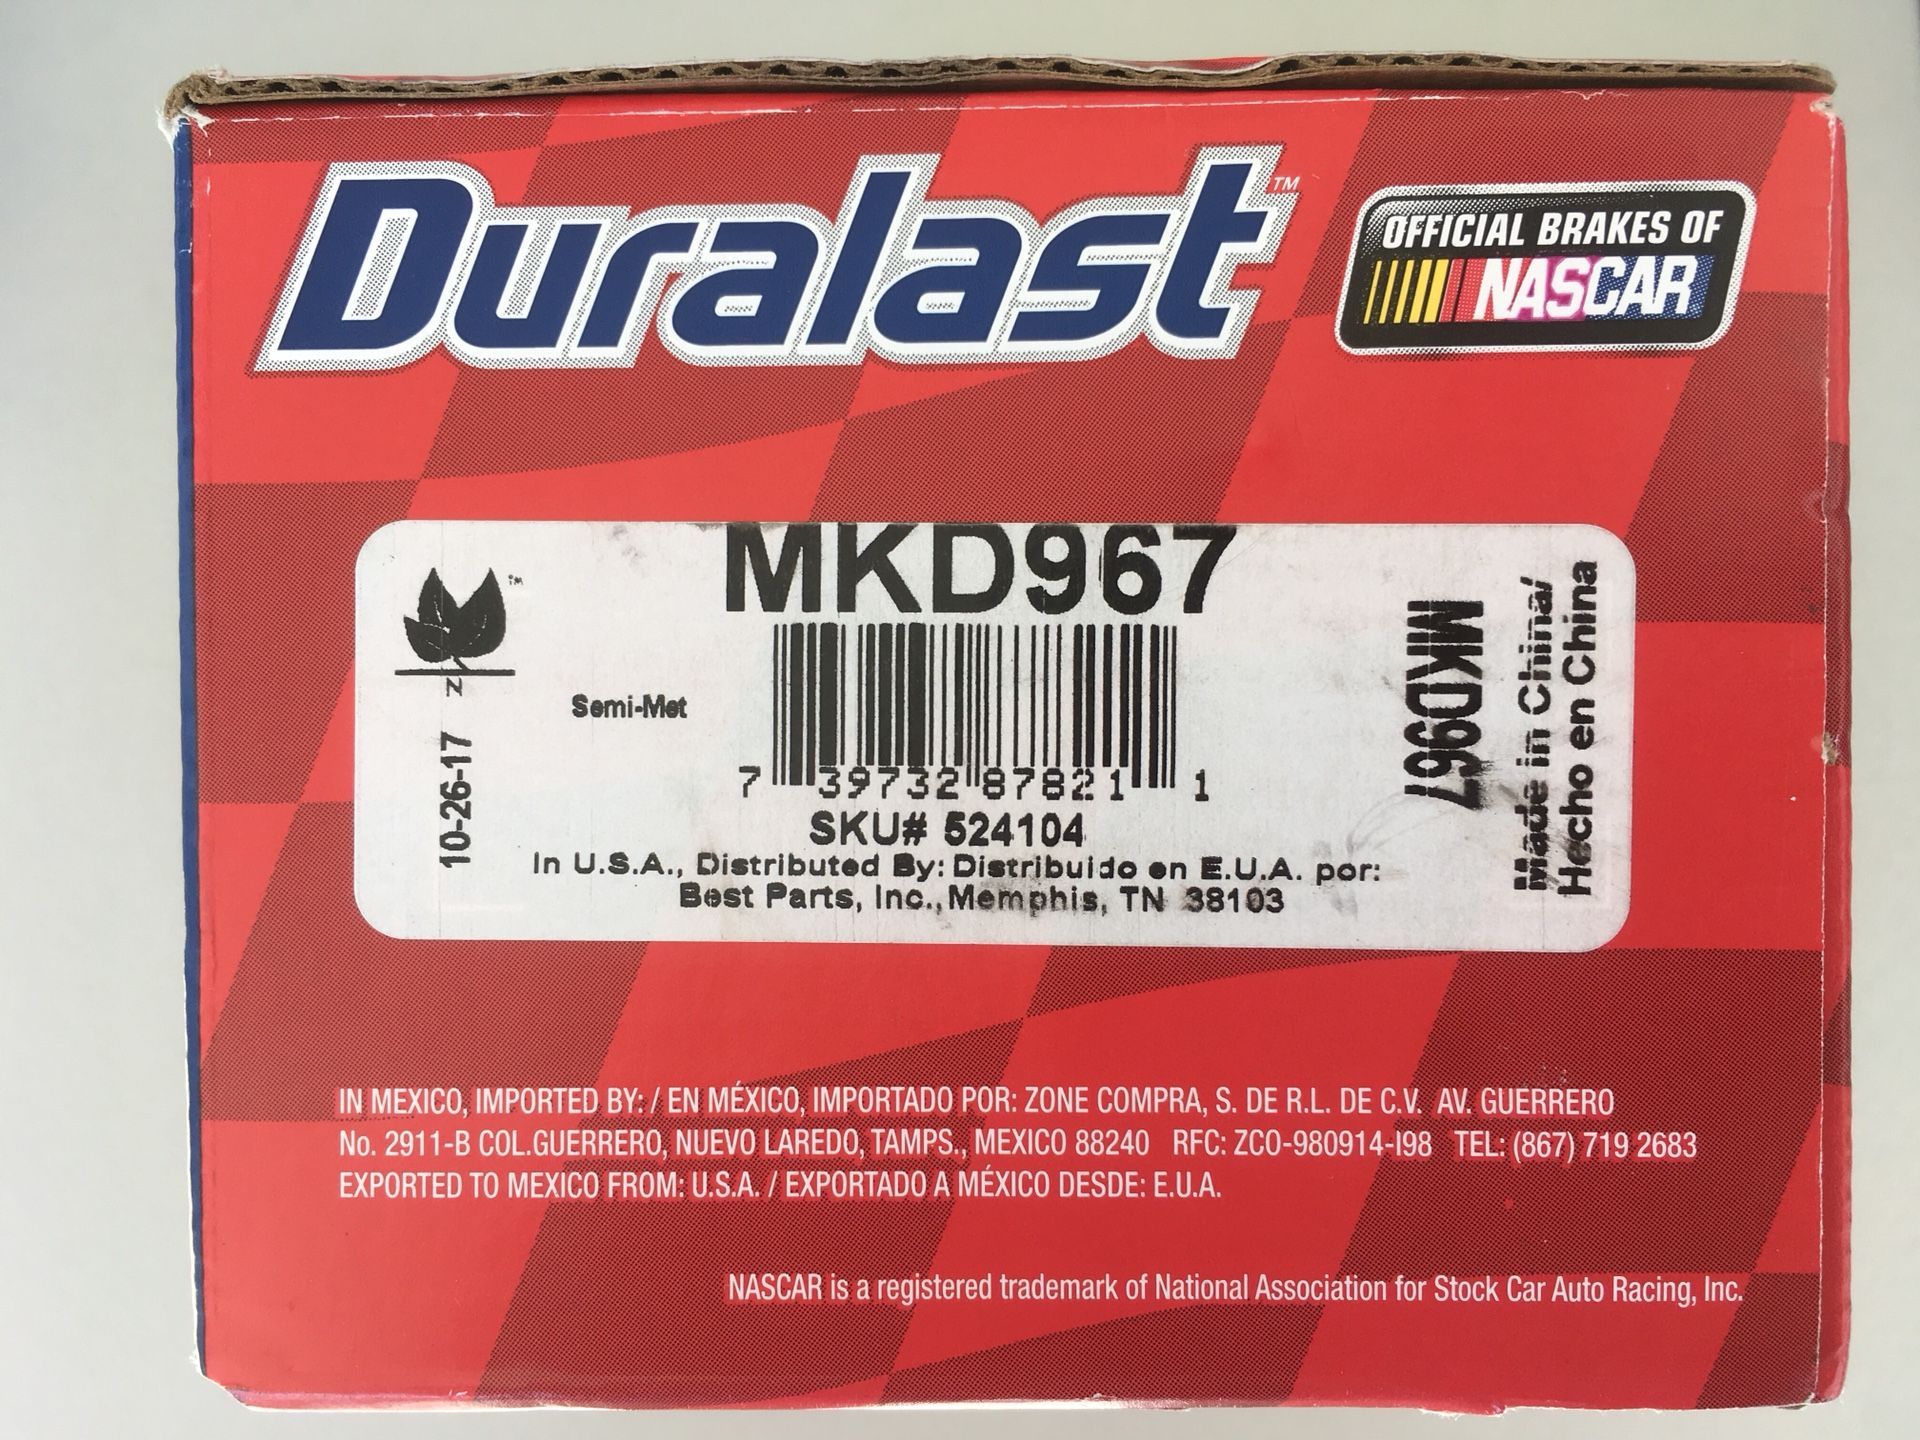 Duralast™
OFFICIAL BRAKES OF
NASCAR
MKD967
™
N
10-26-17
Semi-Met
7 39732 87821 1
SKU# 524104
In U.S.A., Distributed By: Distribuido en E.U.A. por:
Best Parts, Inc., Memphis, TN 38103
MKD967
Made in China/
Hecho en China
IN MEXICO, IMPORTED BY: / EN MÉXICO, IMPORTADO POR: ZONE COMPRA, S. DE R.L. DE C.V. AV. GUERRERO
No. 2911-B COL.GUERRERO, NUEVO LAREDO, TAMPS., MEXICO 88240 RFC: ZCO-980914-I98 TEL: (867) 719 2683
EXPORTED TO MEXICO FROM: U.S.A. / EXPORTADO A MÉXICO DESDE: E.U.A.
NASCAR is a registered trademark of National Association for Stock Car Auto Racing, Inc.